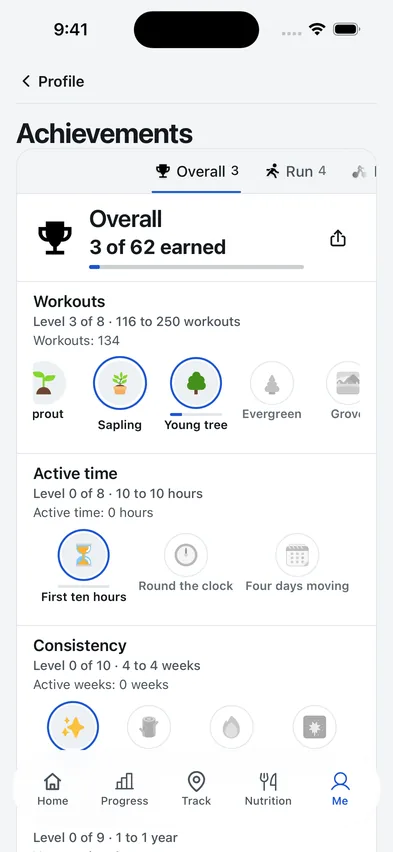 9:41
Profile
Achievements
Overall 3
Run 4
Overall
3 of 62 earned
Workouts
Level 3 of 8 · 116 to 250 workouts
Workouts: 134
prout
Sapling
Young tree
Evergreen
Grov
Active time
Level 0 of 8 · 10 to 10 hours
Active time: 0 hours
First ten hours
Round the clock
Four days moving
Consistency
Level 0 of 10 · 4 to 4 weeks
Active weeks: 0 weeks
Home
Progress
Track
Nutrition
Me
Level 0 of 9 · 1 to 1 year